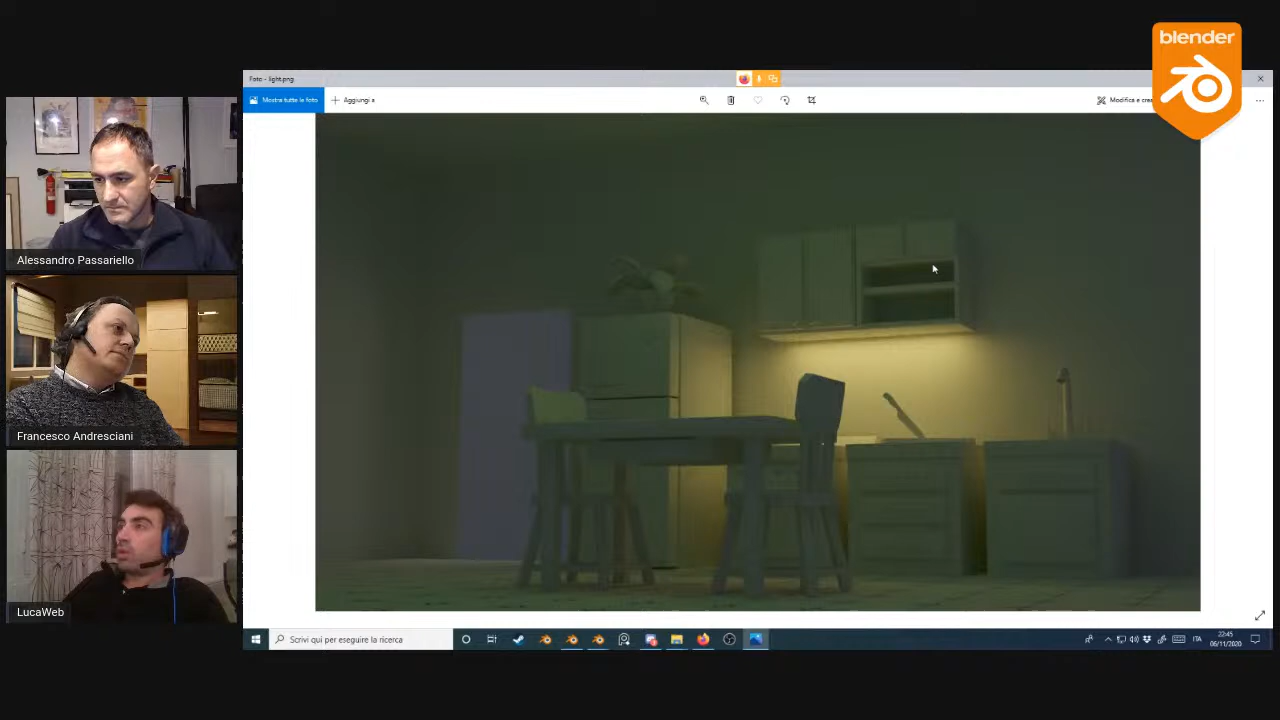 blender
Foto - light.png
Mostra tutte le foto
Aggiungi a
Modifica e crea
Alessandro Passariello
Francesco Andresciani
LucaWeb
Scrivi qui per eseguire la ricerca
ITA
22:45
06/11/2020